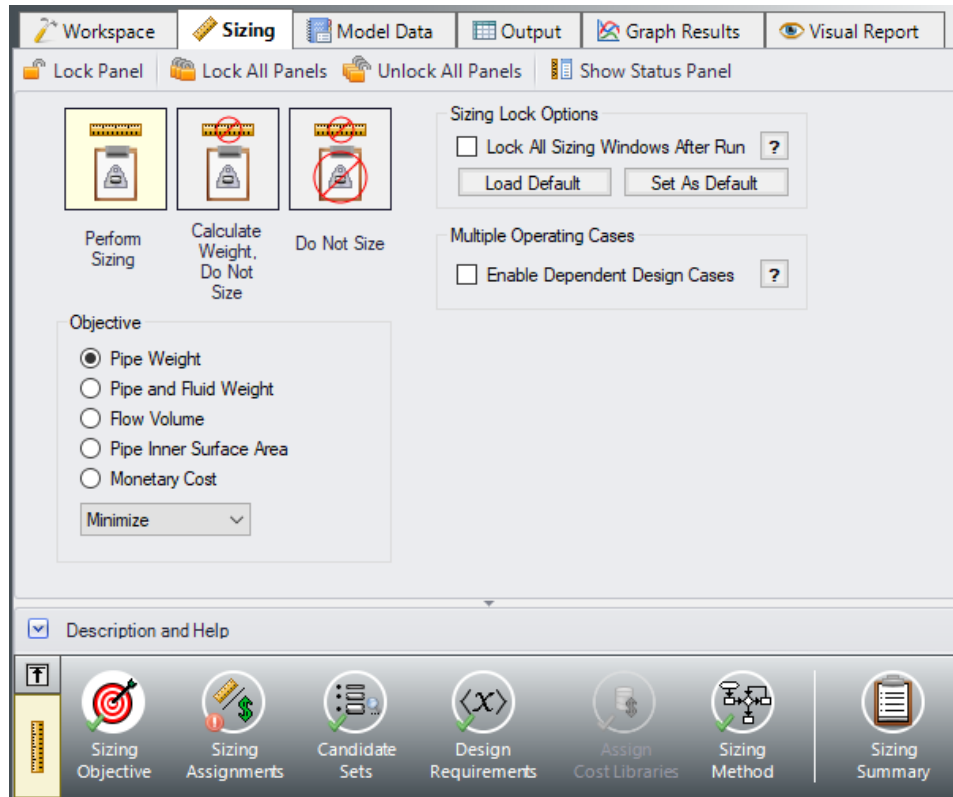 Workspace
Sizing
Model Data
Output
Graph Results
Visual Report
Lock Panel
Lock All Panels
Unlock All Panels
Show Status Panel
Perform
Sizing
Calculate
Weight,
Do Not
Size
Do Not Size
Sizing Lock Options
Lock All Sizing Windows After Run
?
Load Default
Set As Default
Multiple Operating Cases
Enable Dependent Design Cases
?
Objective
Pipe Weight
Pipe and Fluid Weight
Flow Volume
Pipe Inner Surface Area
Monetary Cost
Minimize
Description and Help
Sizing
Objective
Sizing
Assignments
Candidate
Sets
Design
Requirements
Assign
Cost Libraries
Sizing
Method
Sizing
Summary